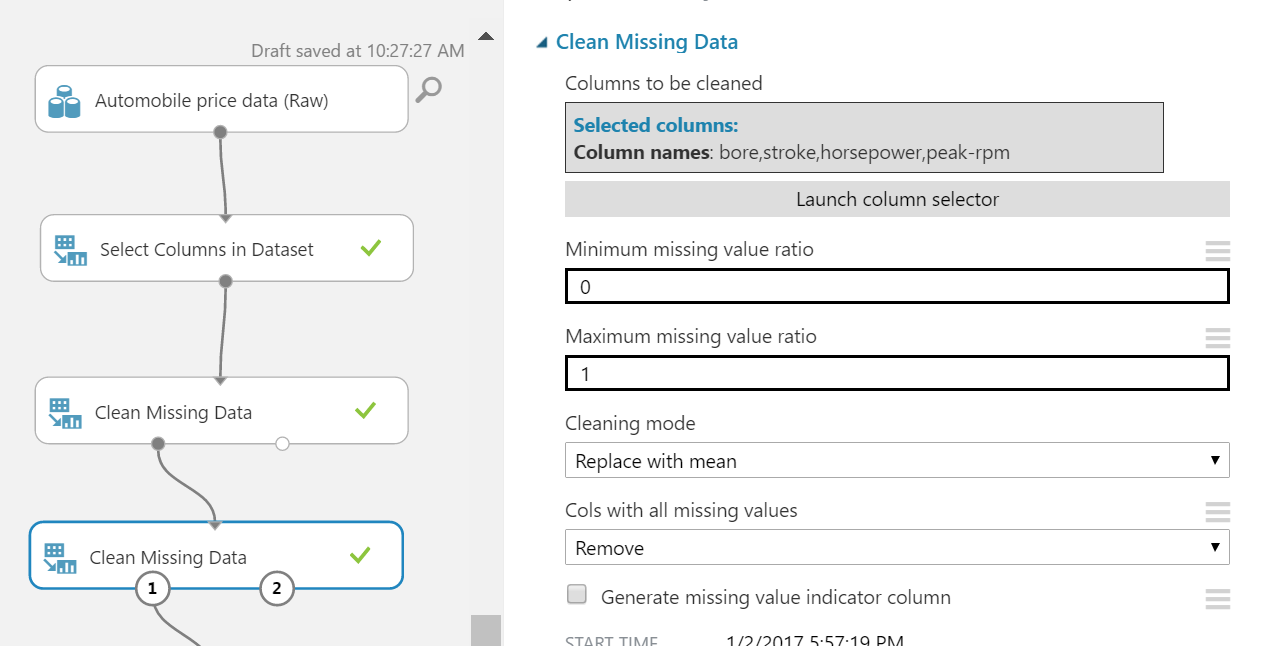 Draft saved at 10:27:27 AM
Automobile price data (Raw)
Select Columns in Dataset
Clean Missing Data
Clean Missing Data
1
2
Clean Missing Data
Columns to be cleaned
Selected columns:
Column names: bore,stroke,horsepower,peak-rpm
Launch column selector
Minimum missing value ratio
0
Maximum missing value ratio
1
Cleaning mode
Replace with mean
Cols with all missing values
Remove
Generate missing value indicator column
START TIME 1/2/2017 5:57:19 PM